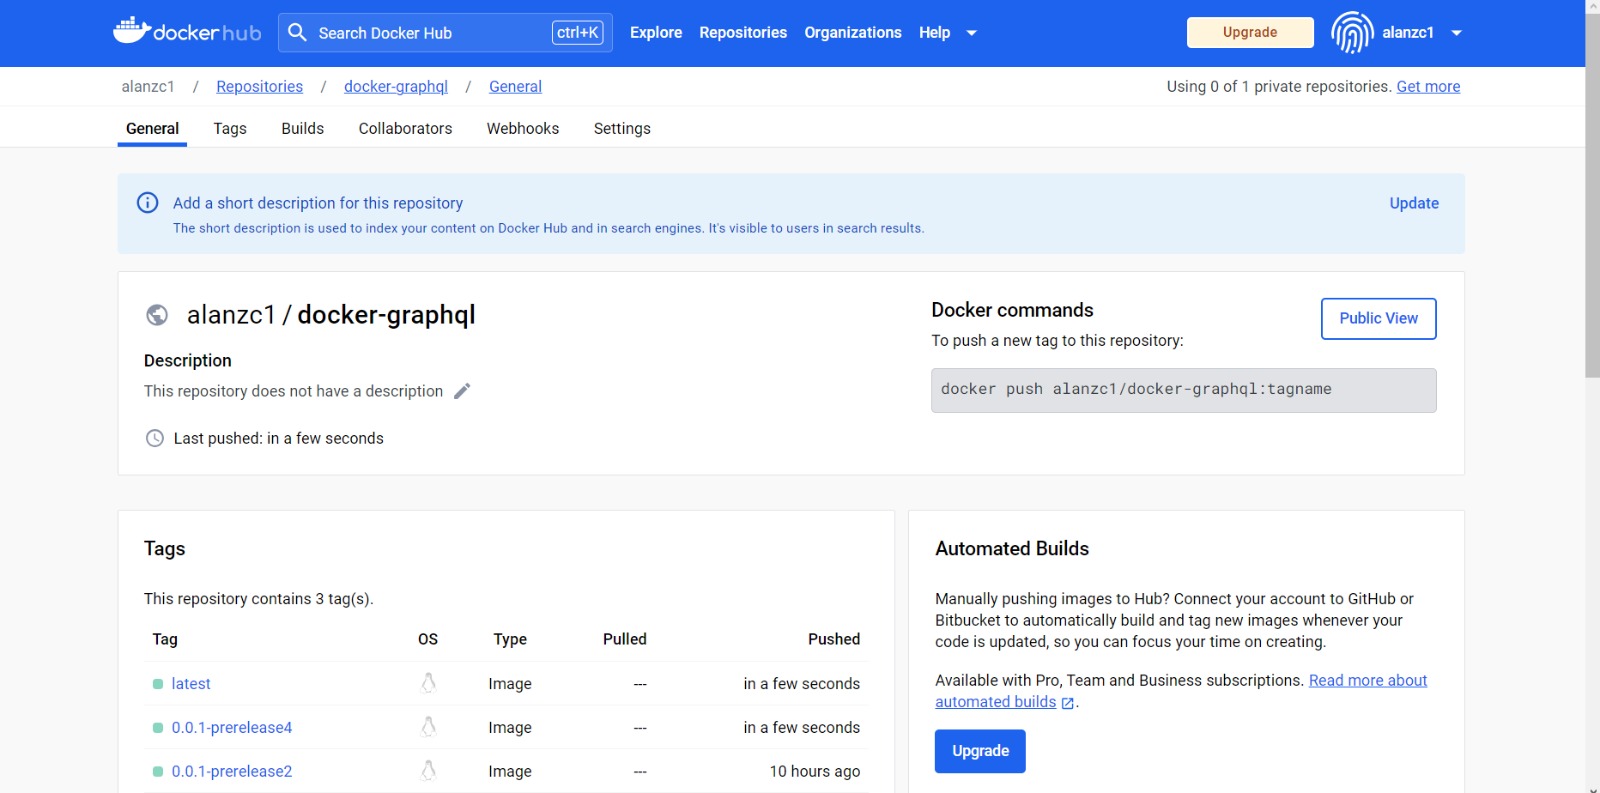 docker hub
Search Docker Hub
ctrl+K
Explore
Repositories
Organizations
Help
Upgrade
alanzc1
alanzc1 / Repositories / docker-graphql / General
Using 0 of 1 private repositories. Get more
General
Tags
Builds
Collaborators
Webhooks
Settings
Add a short description for this repository
Update
The short description is used to index your content on Docker Hub and in search engines. It's visible to users in search results.
alanzc1 / docker-graphql
Description
This repository does not have a description
Last pushed: in a few seconds
Docker commands
Public View
To push a new tag to this repository:
docker push alanzc1/docker-graphql:tagname
Tags
This repository contains 3 tag(s).
Tag OS Type Pulled Pushed
latest Image --- in a few seconds
0.0.1-prerelease4 Image --- in a few seconds
0.0.1-prerelease2 Image --- 10 hours ago
Automated Builds
Manually pushing images to Hub? Connect your account to GitHub or
Bitbucket to automatically build and tag new images whenever your
code is updated, so you can focus your time on creating.
Available with Pro, Team and Business subscriptions. Read more about
automated builds .
Upgrade